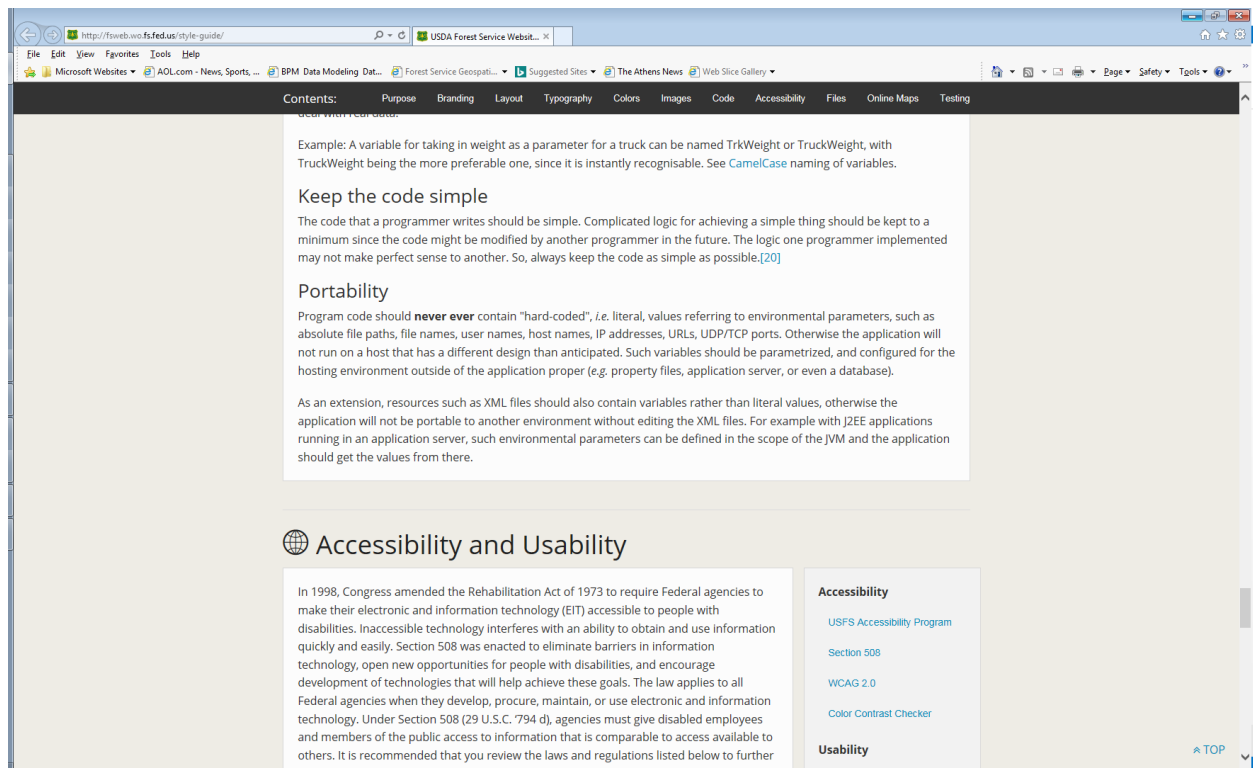 http://fsweb.wo.fs.fed.us/style-guide/
USDA Forest Service Websit...
File Edit View Favorites Tools Help
Microsoft Websites AOL.com - News, Sports, ... BPM Data Modeling Dat... Forest Service Geospati... Suggested Sites The Athens News Web Slice Gallery Page Safety Tools
Contents: Purpose Branding Layout Typography Colors Images Code Accessibility Files Online Maps Testing
deal with real data.
Example: A variable for taking in weight as a parameter for a truck can be named TrkWeight or TruckWeight, with
TruckWeight being the more preferable one, since it is instantly recognisable. See CamelCase naming of variables.
Keep the code simple
The code that a programmer writes should be simple. Complicated logic for achieving a simple thing should be kept to a
minimum since the code might be modified by another programmer in the future. The logic one programmer implemented
may not make perfect sense to another. So, always keep the code as simple as possible.[20]
Portability
Program code should never ever contain "hard-coded", i.e. literal, values referring to environmental parameters, such as
absolute file paths, file names, user names, host names, IP addresses, URLs, UDP/TCP ports. Otherwise the application will
not run on a host that has a different design than anticipated. Such variables should be parametrized, and configured for the
hosting environment outside of the application proper (e.g. property files, application server, or even a database).
As an extension, resources such as XML files should also contain variables rather than literal values, otherwise the
application will not be portable to another environment without editing the XML files. For example with J2EE applications
running in an application server, such environmental parameters can be defined in the scope of the JVM and the application
should get the values from there.
Accessibility and Usability
In 1998, Congress amended the Rehabilitation Act of 1973 to require Federal agencies to
make their electronic and information technology (EIT) accessible to people with
disabilities. Inaccessible technology interferes with an ability to obtain and use information
quickly and easily. Section 508 was enacted to eliminate barriers in information
technology, open new opportunities for people with disabilities, and encourage
development of technologies that will help achieve these goals. The law applies to all
Federal agencies when they develop, procure, maintain, or use electronic and information
technology. Under Section 508 (29 U.S.C. '794 d), agencies must give disabled employees
and members of the public access to information that is comparable to access available to
others. It is recommended that you review the laws and regulations listed below to further
Accessibility
USFS Accessibility Program
Section 508
WCAG 2.0
Color Contrast Checker
Usability
TOP